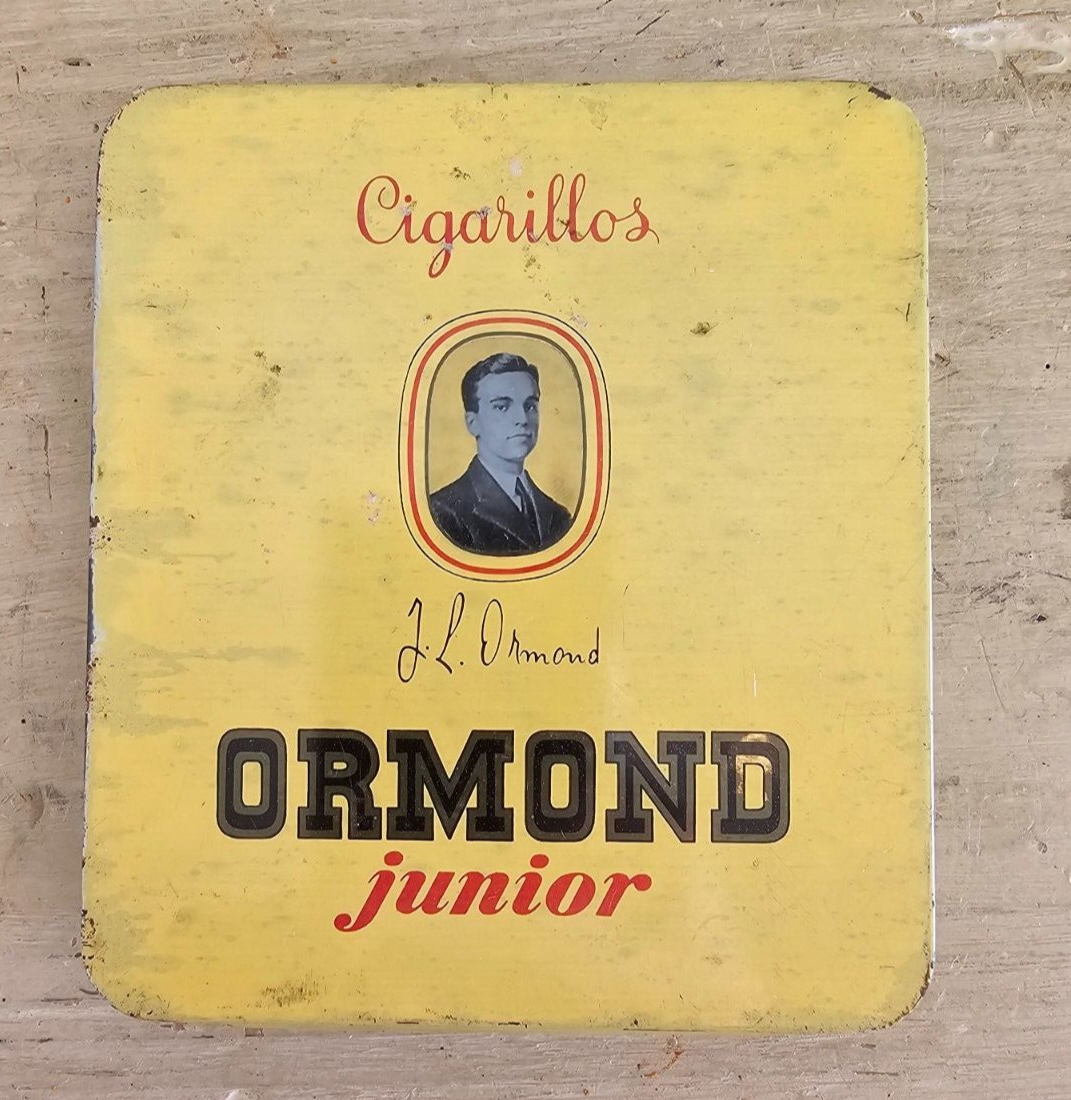 Cigarillos
J. L. Ormond
ORMOND
junior